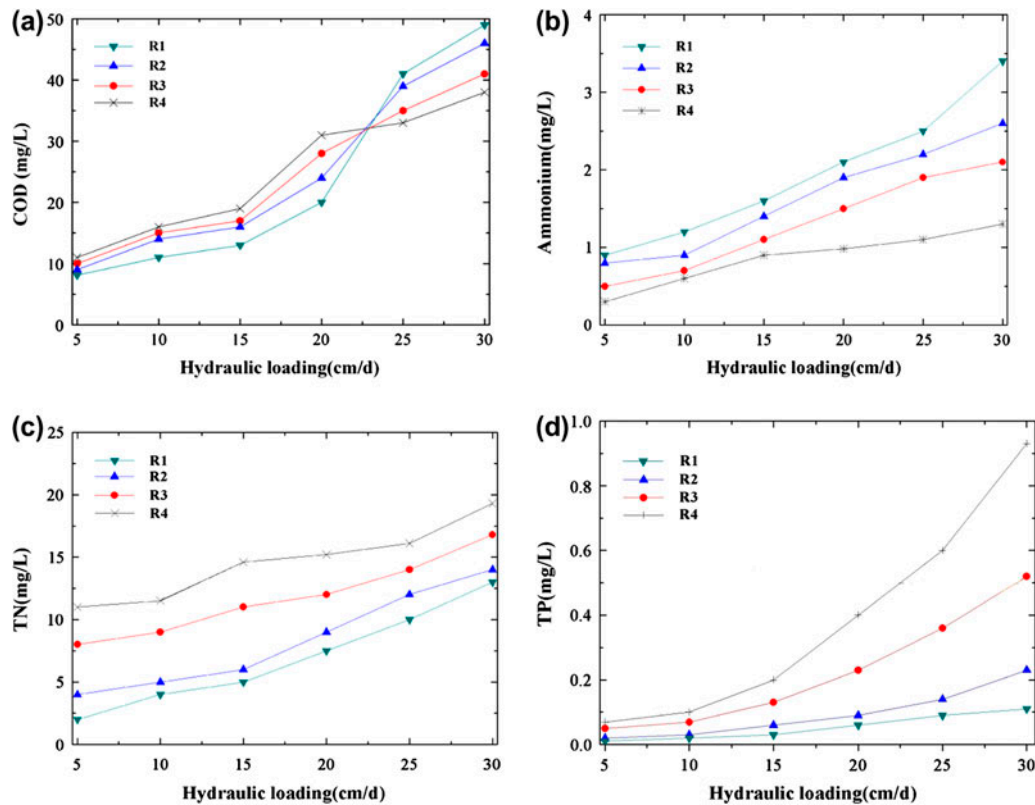 (a)
50
40
30
20
10
0
COD (mg/L)
R1
R2
R3
R4
5 10 15 20 25 30
Hydraulic loading(cm/d)
(b)
4
3
2
1
0
Ammonium(mg/L)
R1
R2
R3
R4
5 10 15 20 25 30
Hydraulic loading(cm/d)
(c)
25
20
15
10
5
0
TN(mg/L)
R1
R2
R3
R4
5 10 15 20 25 30
Hydraulic loading(cm/d)
(d)
1.0
0.8
0.6
0.4
0.2
0.0
TP(mg/L)
R1
R2
R3
R4
5 10 15 20 25 30
Hydraulic loading(cm/d)